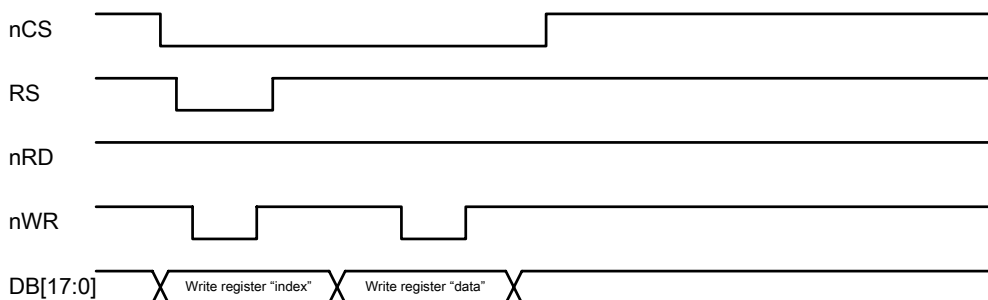 nCS
RS
nRD
nWR
DB[17:0]
Write register “index”
Write register “data”